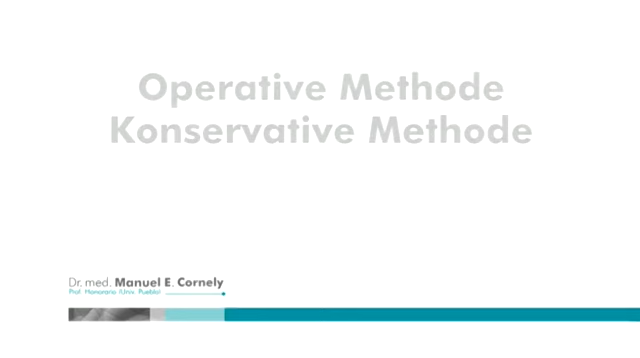 Operative Methode
Konservative Methode
Dr. med. Manuel E. Cornely
Prof. Honorario (Univ. Puebla)